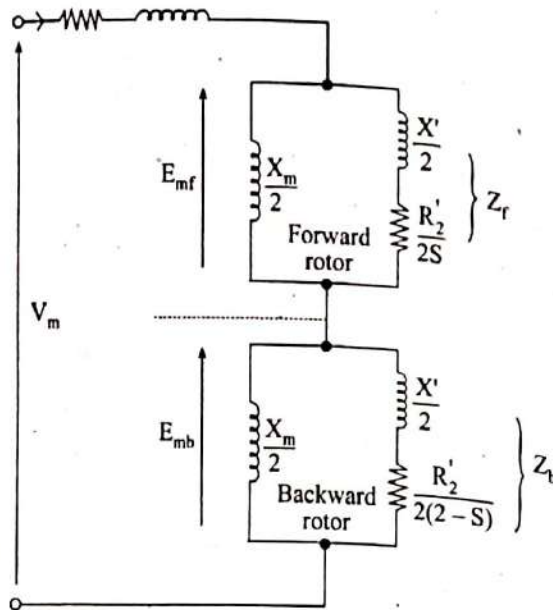 X'
2
E_mf
X_m
2
Z_f
R'_2
2S
Forward
rotor
V_m
X'
2
E_mb
X_m
2
Z_b
R'_2
2(2 – S)
Backward
rotor